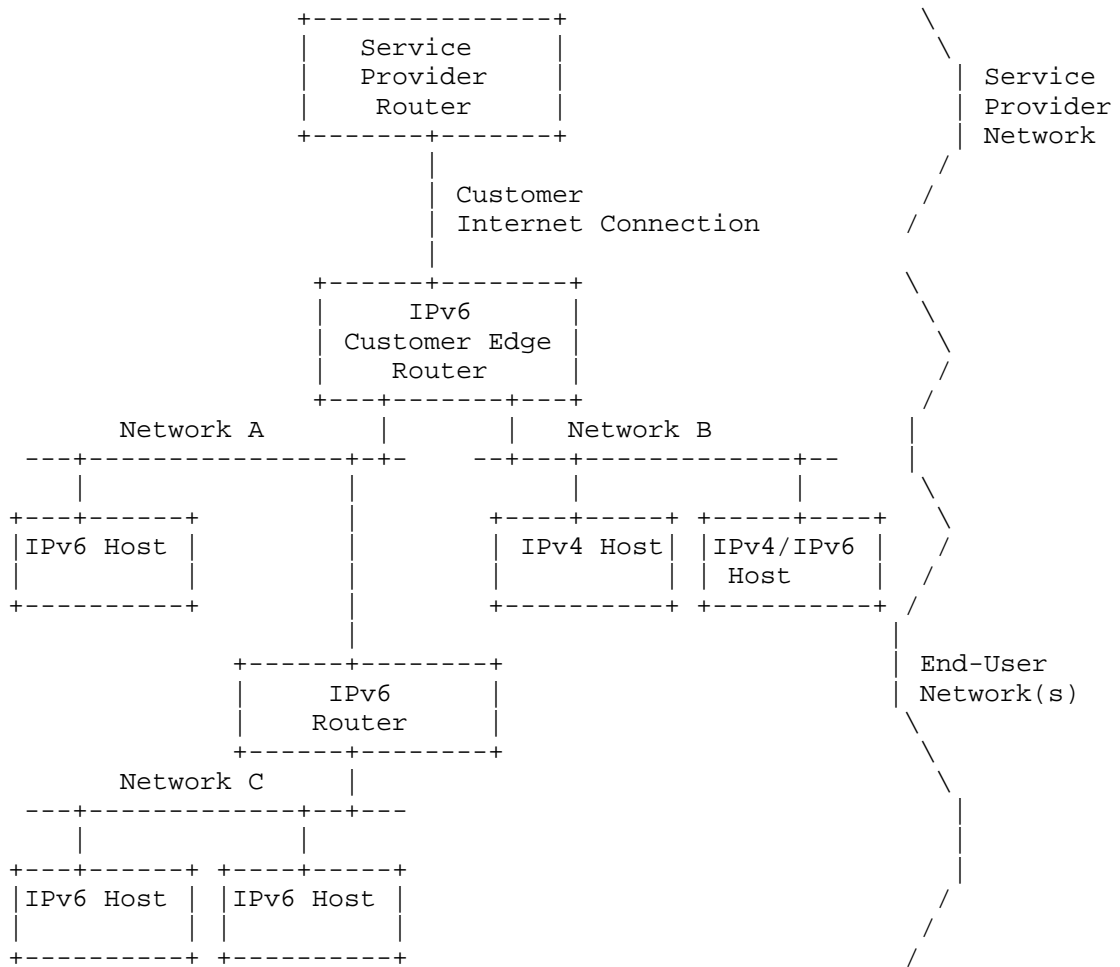 Service
Provider
Router
Service
Provider
Network
Customer
Internet Connection
IPv6
Customer Edge
Router
Network A
Network B
IPv6 Host
IPv4 Host
IPv4/IPv6
Host
End-User
Network(s)
IPv6
Router
Network C
IPv6 Host
IPv6 Host